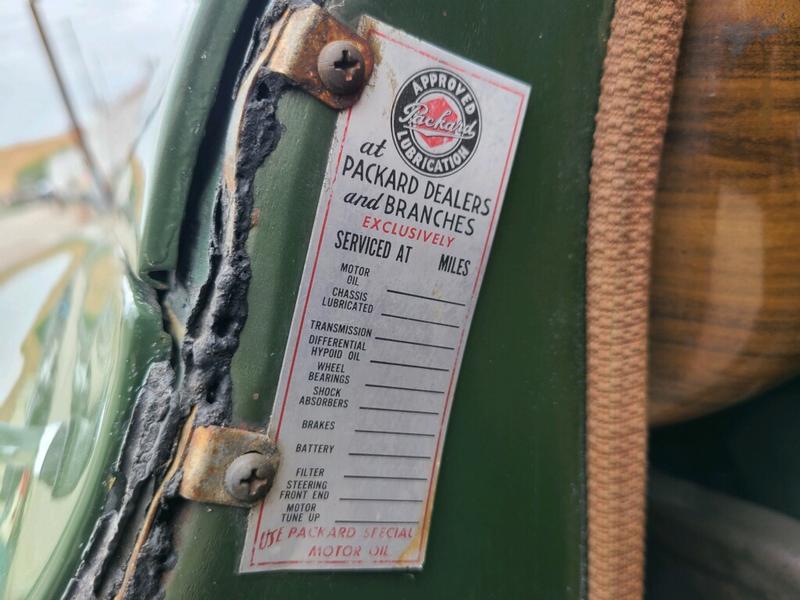 APPROVED
Packard
LUBRICATION
at
PACKARD DEALERS
and BRANCHES
EXCLUSIVELY
SERVICED AT MILES
MOTOR
OIL
CHASSIS
LUBRICATED
TRANSMISSION
DIFFERENTIAL
HYPOID OIL
WHEEL
BEARINGS
SHOCK
ABSORBERS
BRAKES
BATTERY
FILTER
STEERING
FRONT END
MOTOR
TUNE UP
USE PACKARD SPECIAL
MOTOR OIL